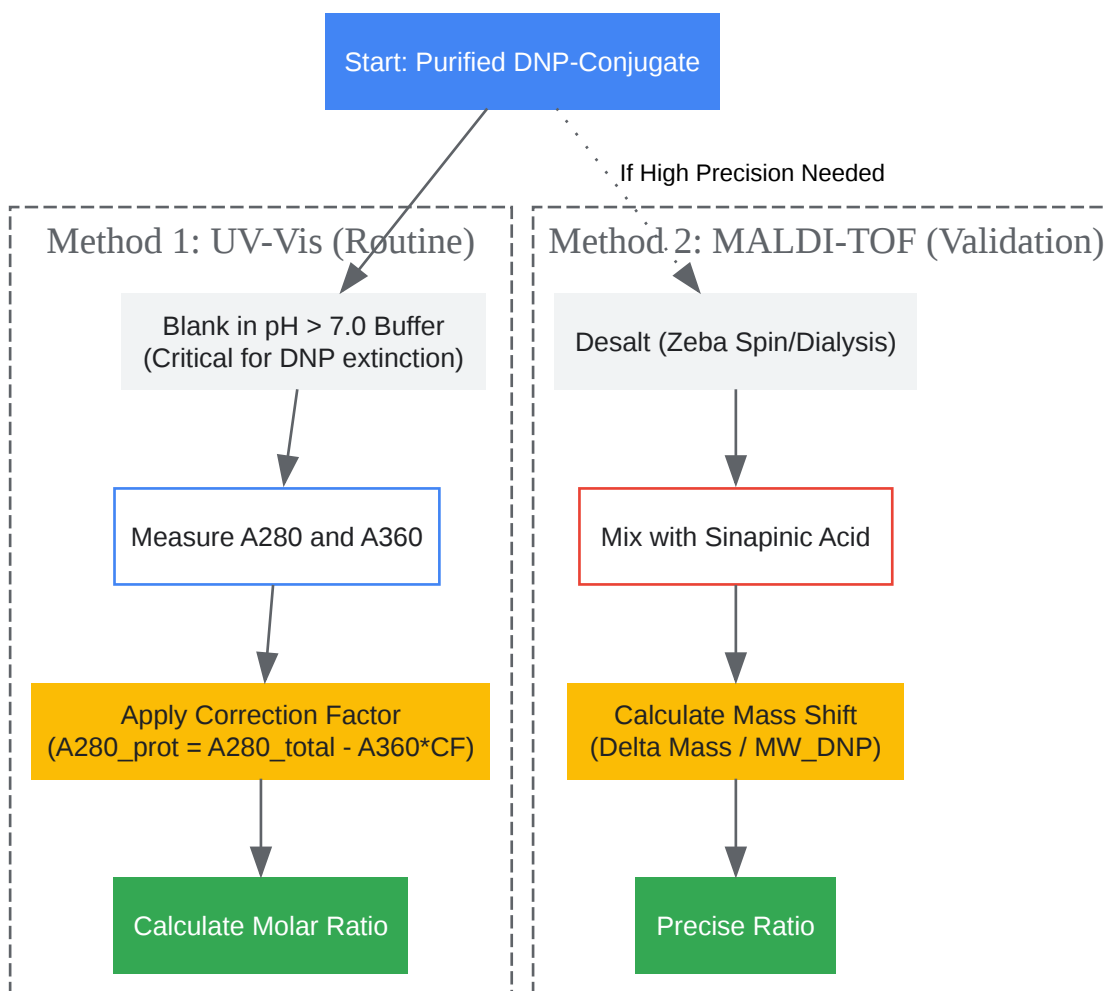 Start: Purified DNP-Conjugate
If High Precision Needed
Method 1: UV-Vis (Routine)
Blank in pH > 7.0 Buffer
(Critical for DNP extinction)
Measure A280 and A360
Apply Correction Factor
(A280_prot = A280_total - A360*CF)
Calculate Molar Ratio
Method 2: MALDI-TOF (Validation)
Desalt (Zeba Spin/Dialysis)
Mix with Sinapinic Acid
Calculate Mass Shift
(Delta Mass / MW_DNP)
Precise Ratio